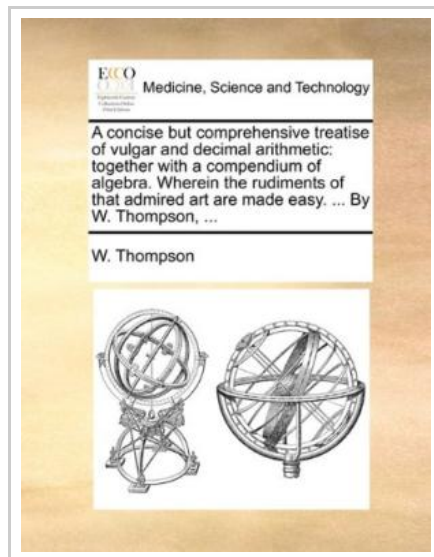 ECCO
Medicine, Science and Technology
A concise but comprehensive treatise
of vulgar and decimal arithmetic:
together with a compendium of
algebra. Wherein the rudiments of
that admired art are made easy. ... By
W. Thompson, ...
W. Thompson